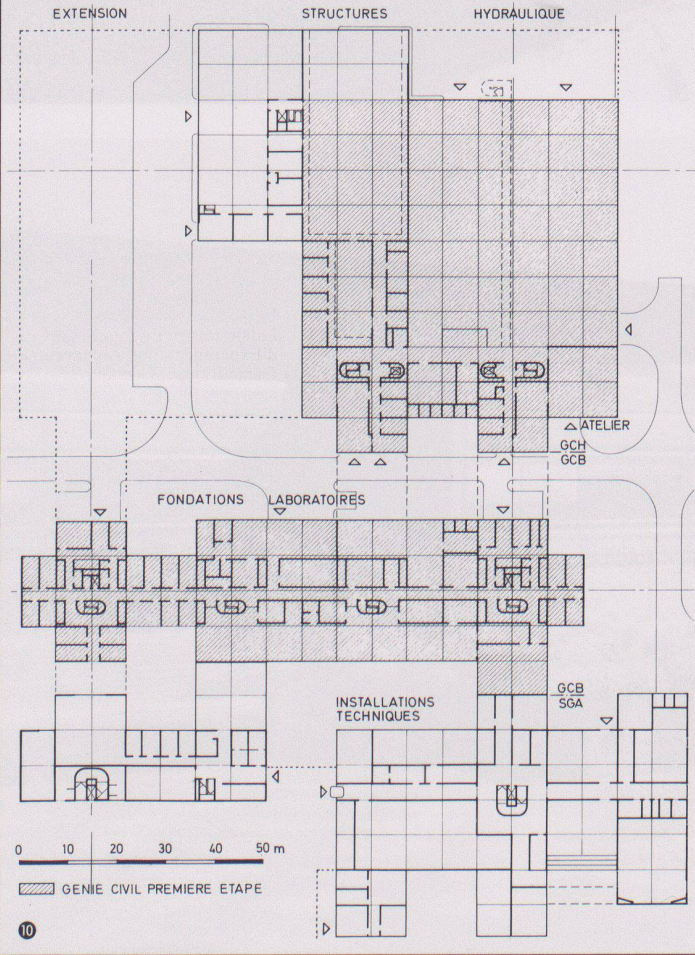 EXTENSION
STRUCTURES
HYDRAULIQUE
ATELIER
GCH
GCB
FONDATIONS LABORATOIRES
GCB
SGA
INSTALLATIONS
TECHNIQUES
0 10 20 30 40 50 m
GENIE CIVIL PREMIERE ETAPE
10